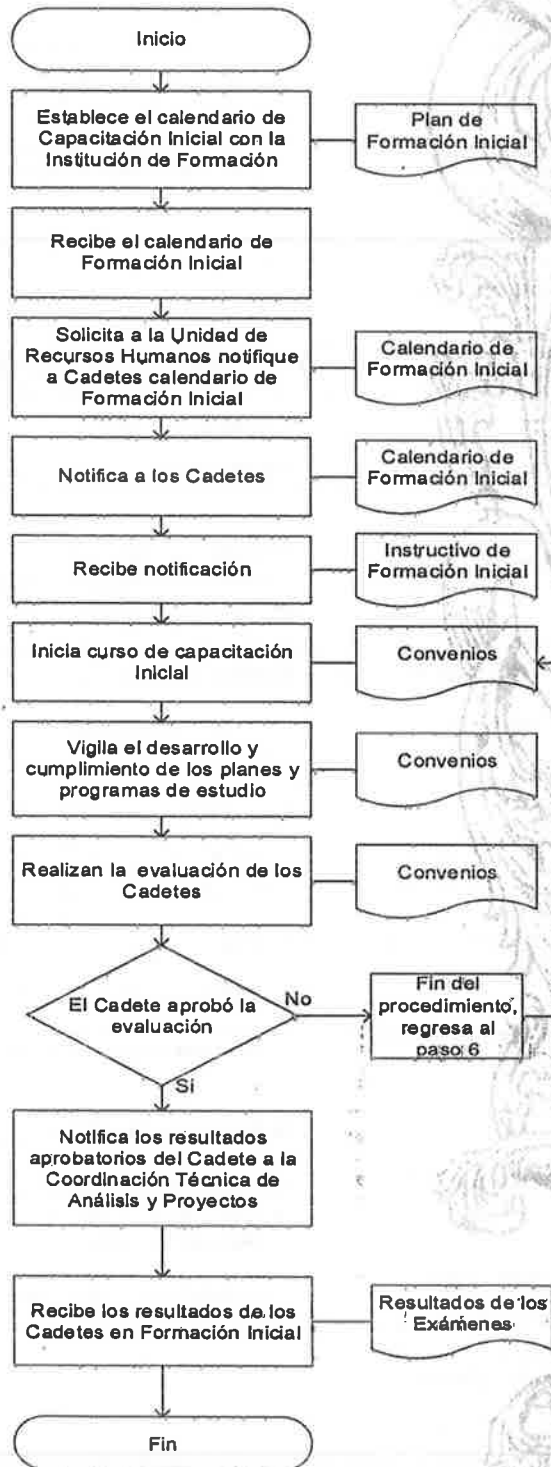 Inicio
Establece el calendario de
Capacitación Inicial con la
Institución de Formación
Plan de
Formación Inicial
Recibe el calendario de
Formación Inicial
Solicita a la Unidad de
Recursos Humanos notifique
a Cadetes calendario de
Formación Inicial
Calendario de
Formación Inicial
Notifica a los Cadetes
Calendario de
Formación Inicial
Recibe notificación
Instructivo de
Formación Inicial
Inicia curso de capacitación
Inicial
Convenios
Vigila el desarrollo y
cumplimiento de los planes y
programas de estudio
Convenios
Realizan la evaluación de los
Cadetes
Convenios
El Cadete aprobó la
evaluación
No
Fin del
procedimiento,
regresa al
paso 6
Sí
Notifica los resultados
aprobatorios del Cadete a la
Coordinación Técnica de
Análisis y Proyectos
Recibe los resultados de los
Cadetes en Formación Inicial
Resultados de los
Exámenes
Fin